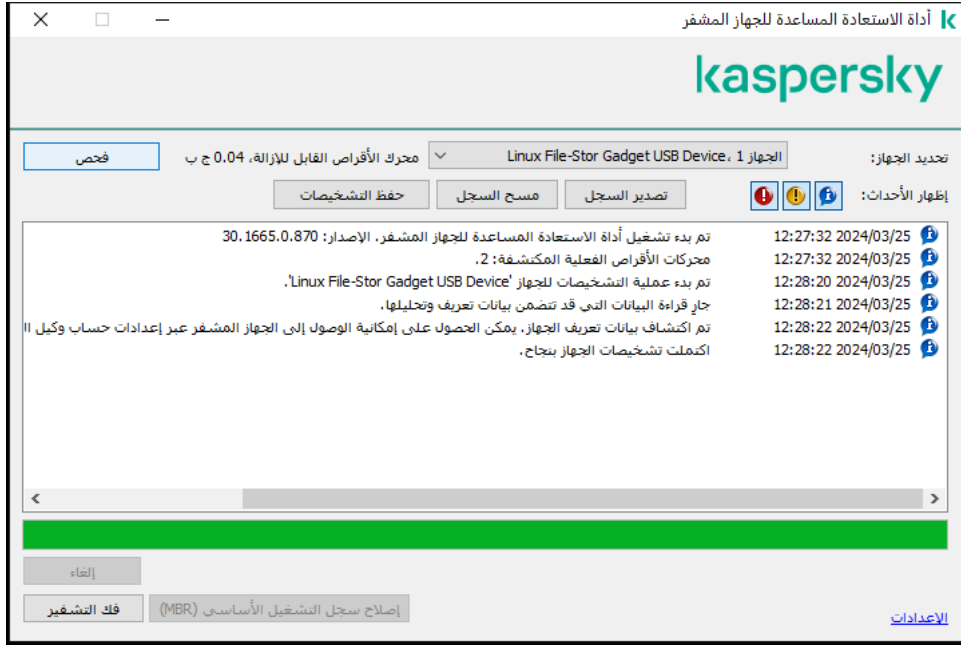 أداة الاستعادة المساعدة للجهاز المشفر
kaspersky
تحديد الجهاز: الجهاز 1 ،Linux File-Stor Gadget USB Device محرك الأقراص القابل للإزالة، 0.04 ج ب فحص
إظهار الأحداث: تصدير السجل مسح السجل حفظ التشخيصات
12:27:32 2024/03/25 تم بدء تشغيل أداة الاستعادة المساعدة للجهاز المشفر. الإصدار: 30.1665.0.870
12:27:32 2024/03/25 محركات الأقراص الفعلية المكتشفة: 2.
12:28:20 2024/03/25 تم بدء عملية التشخيصات للجهاز 'Linux File-Stor Gadget USB Device'.
12:28:21 2024/03/25 جارٍ قراءة البيانات التي قد تتضمن بيانات تعريف وتحليلها.
12:28:22 2024/03/25 تم اكتشاف بيانات تعريف الجهاز. يمكن الحصول على إمكانية الوصول إلى الجهاز المشفر عبر إعدادات حساب وكيل
12:28:22 2024/03/25 اكتملت تشخيصات الجهاز بنجاح.
إلغاء
إصلاح سجل التشغيل الأساسي (MBR) فك التشفير
الإعدادات